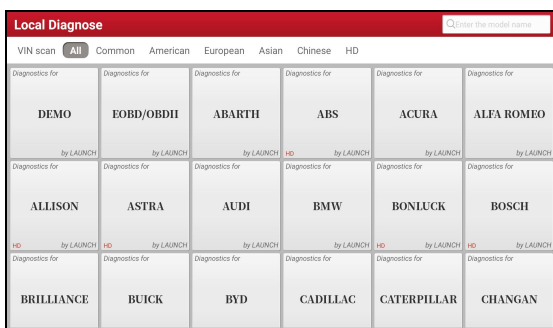 Local Diagnose
Enter the model name
VIN scan All Common American European Asian Chinese HD
Diagnostics for Diagnostics for Diagnostics for Diagnostics for Diagnostics for Diagnostics for
DEMO EOBD/OBDII ABARTH ABS ACURA ALFA ROMEO
by LAUNCH by LAUNCH by LAUNCH HD by LAUNCH by LAUNCH by LAUNCH
Diagnostics for Diagnostics for Diagnostics for Diagnostics for Diagnostics for Diagnostics for
ALLISON ASTRA AUDI BMW BONLUCK BOSCH
HD by LAUNCH HD by LAUNCH by LAUNCH by LAUNCH HD by LAUNCH HD by LAUNCH
Diagnostics for Diagnostics for Diagnostics for Diagnostics for Diagnostics for Diagnostics for
BRILLIANCE BUICK BYD CADILLAC CATERPILLAR CHANGAN